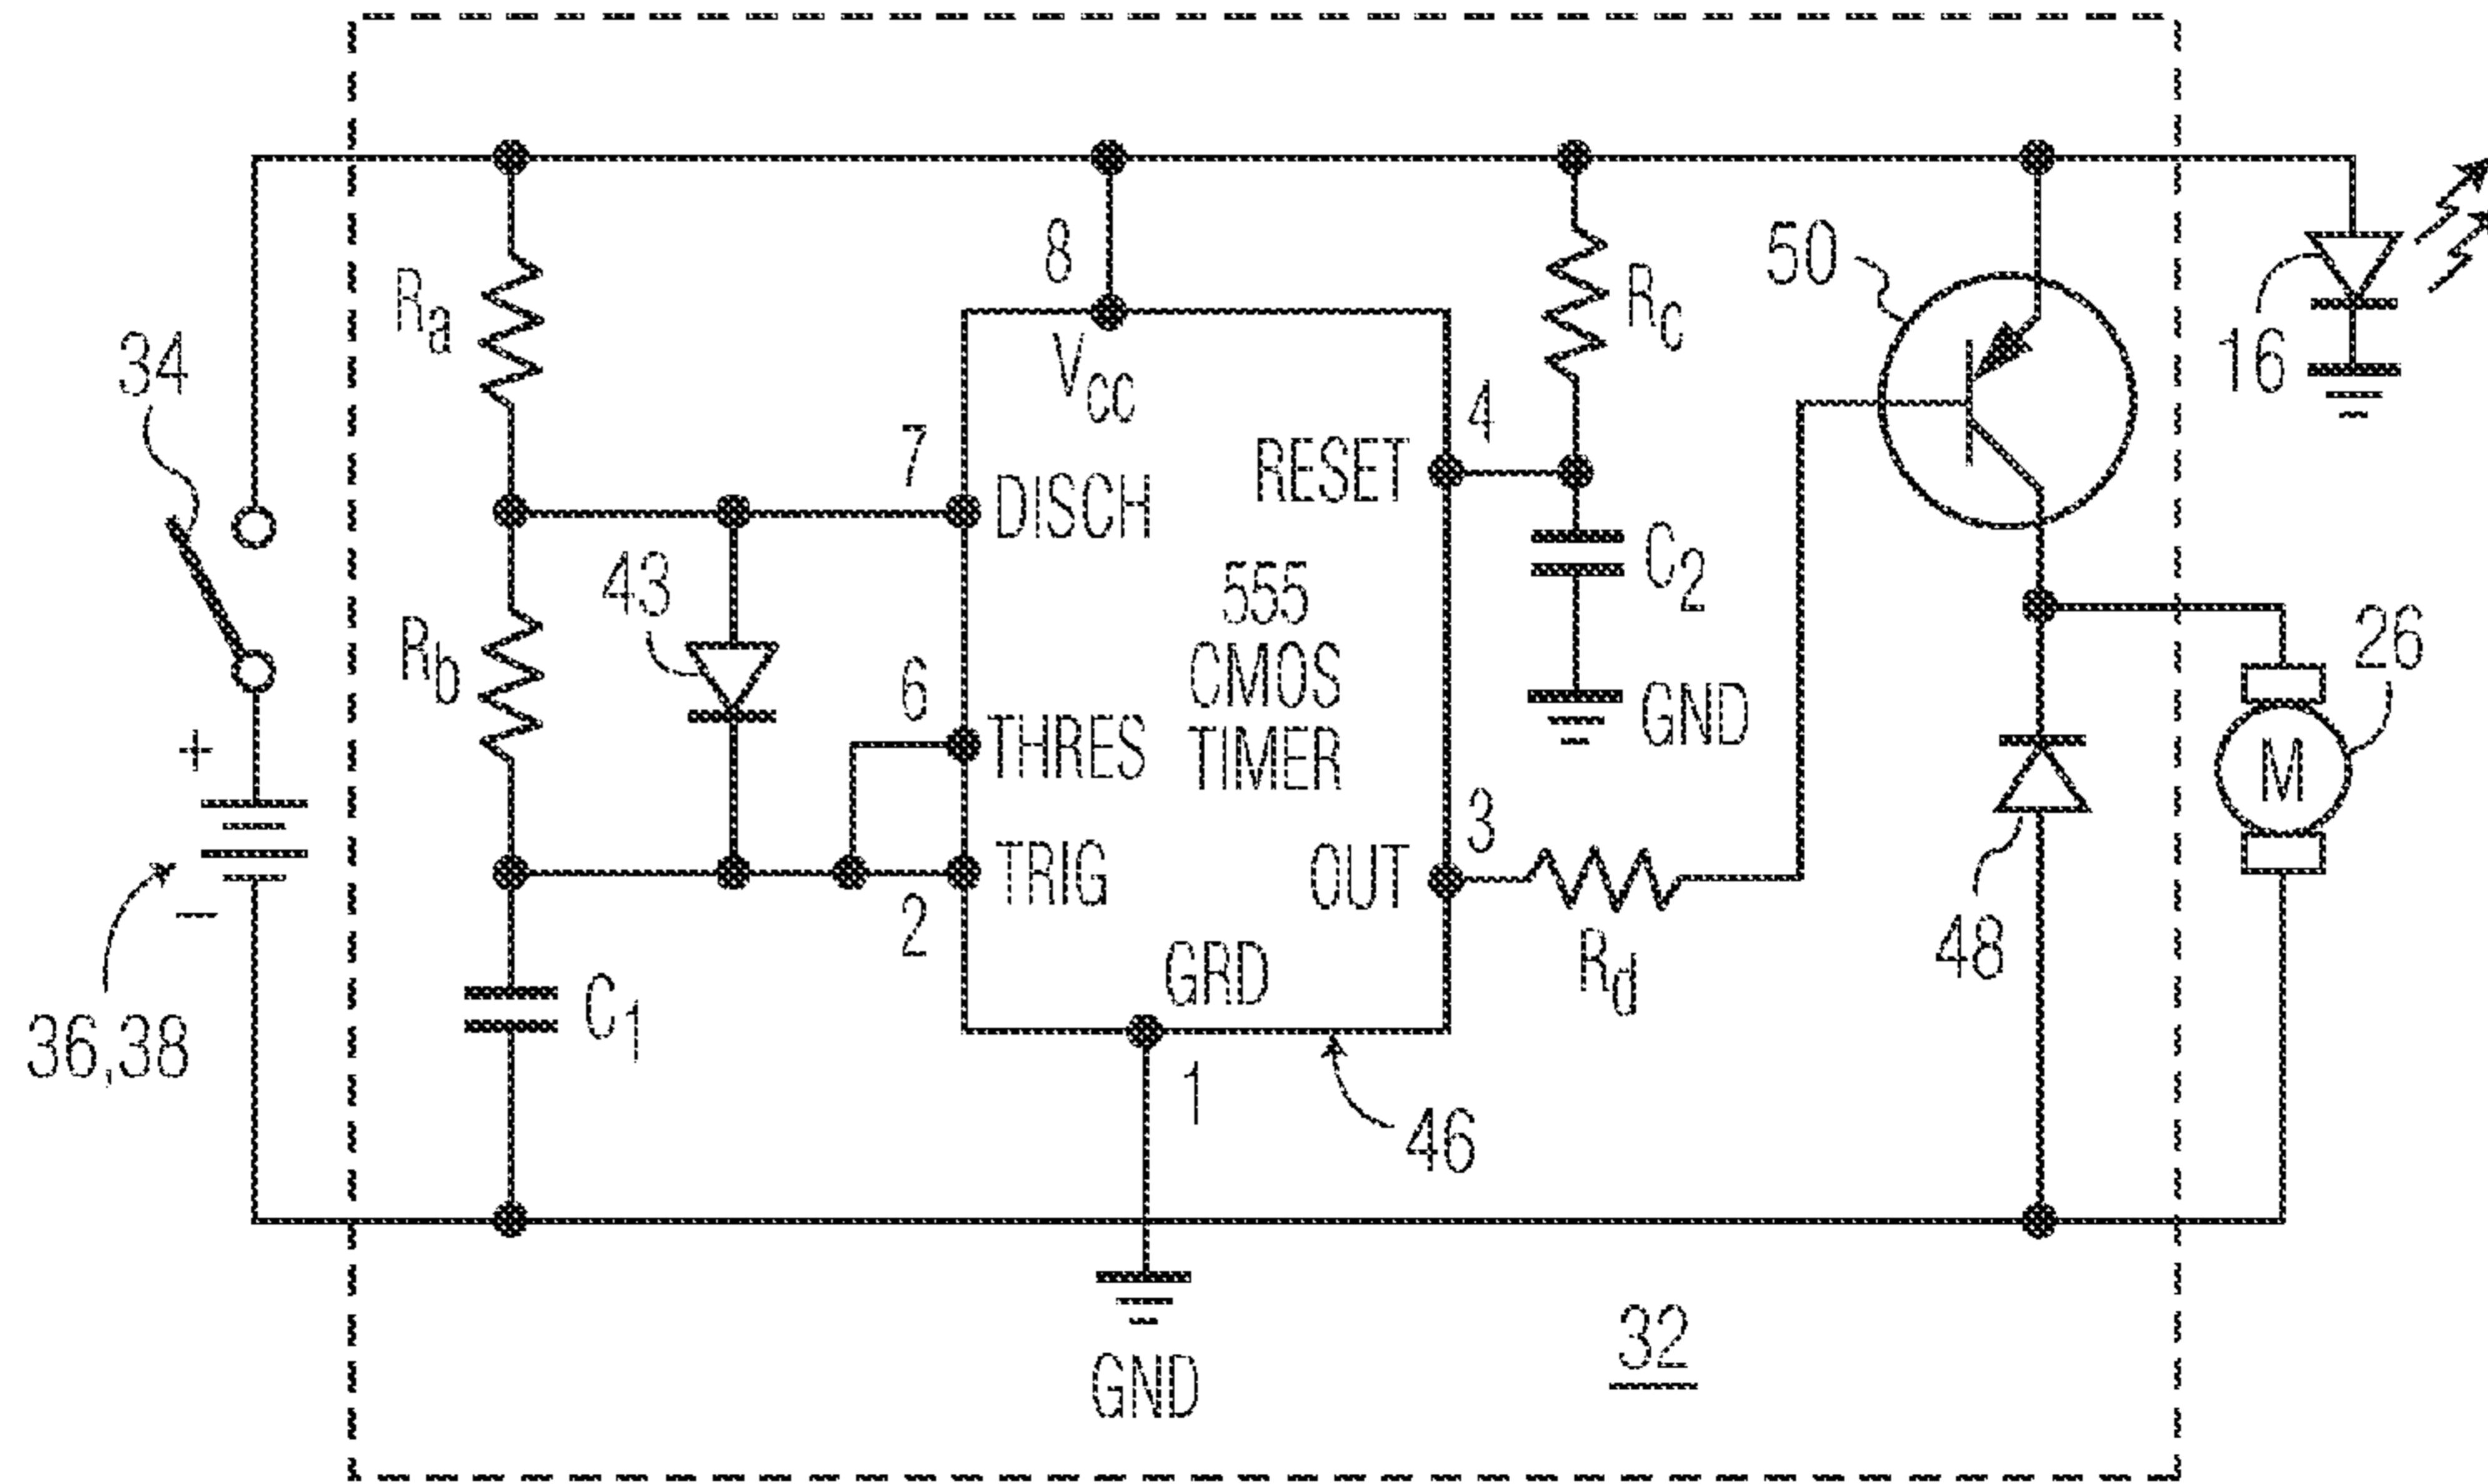 8
50
Ra
Rc
34
VCC
16
4
7
RESET
DISCH
43
555
C2
Rb
6
CMOS
26
+
THRES
TIMER
GND
M
3
TRIG
OUT
−
2
48
GRD
Rd
C1
36,38
1
46
32
GND